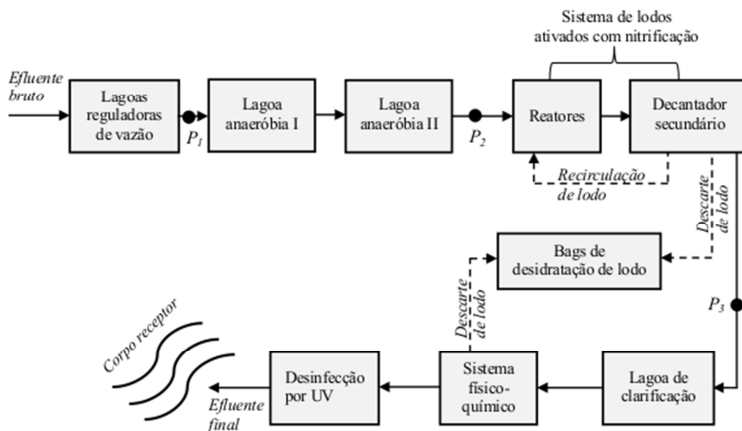 Sistema de lodos
ativados com nitrificação
Efluente
bruto
Lagoas
reguladoras
de vazão
P1
Lagoa
anaeróbia I
Lagoa
anaeróbia II
P2
Reatores
Decantador
secundário
Recirculação
de lodo
Descarte
de lodo
Bags de
desidratação de lodo
Descarte
de lodo
P3
Corpo receptor
Efluente
final
Desinfecção
por UV
Sistema
físico-
químico
Lagoa de
clarificação